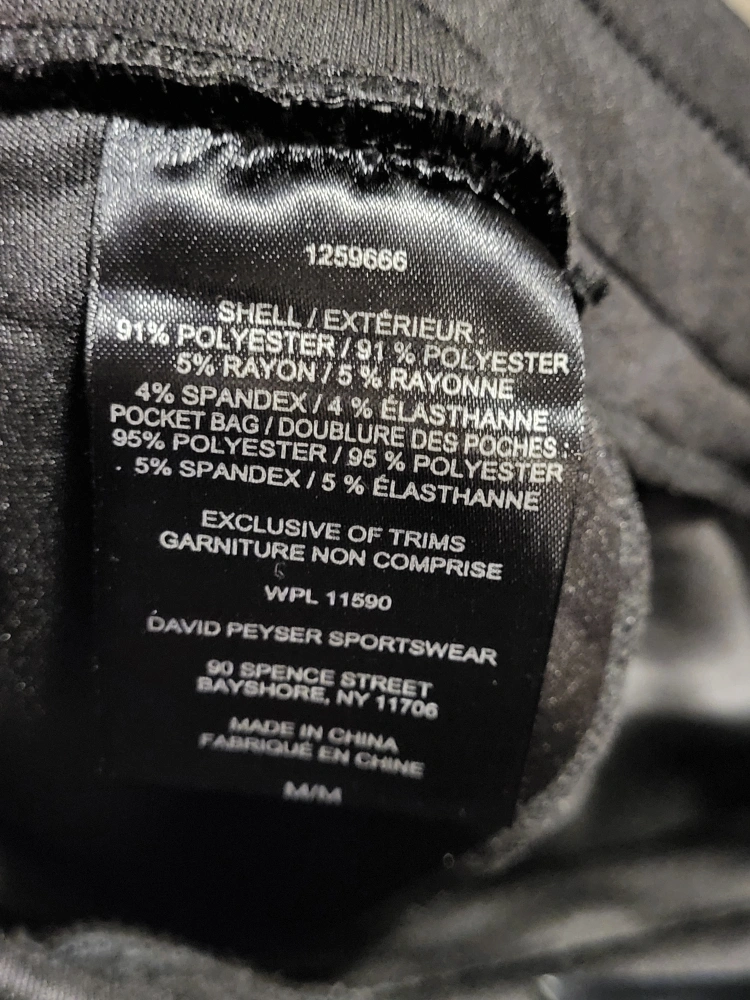 1259666
SHELL / EXTÉRIEUR :
91% POLYESTER / 91 % POLYESTER
5% RAYON / 5 % RAYONNE
4% SPANDEX / 4 % ÉLASTHANNE
POCKET BAG / DOUBLURE DES POCHES :
95% POLYESTER / 95 % POLYESTER
5% SPANDEX / 5 % ÉLASTHANNE
EXCLUSIVE OF TRIMS
GARNITURE NON COMPRISE
WPL 11590
DAVID PEYSER SPORTSWEAR
90 SPENCE STREET
BAYSHORE, NY 11706
MADE IN CHINA
FABRIQUÉ EN CHINE
M/M